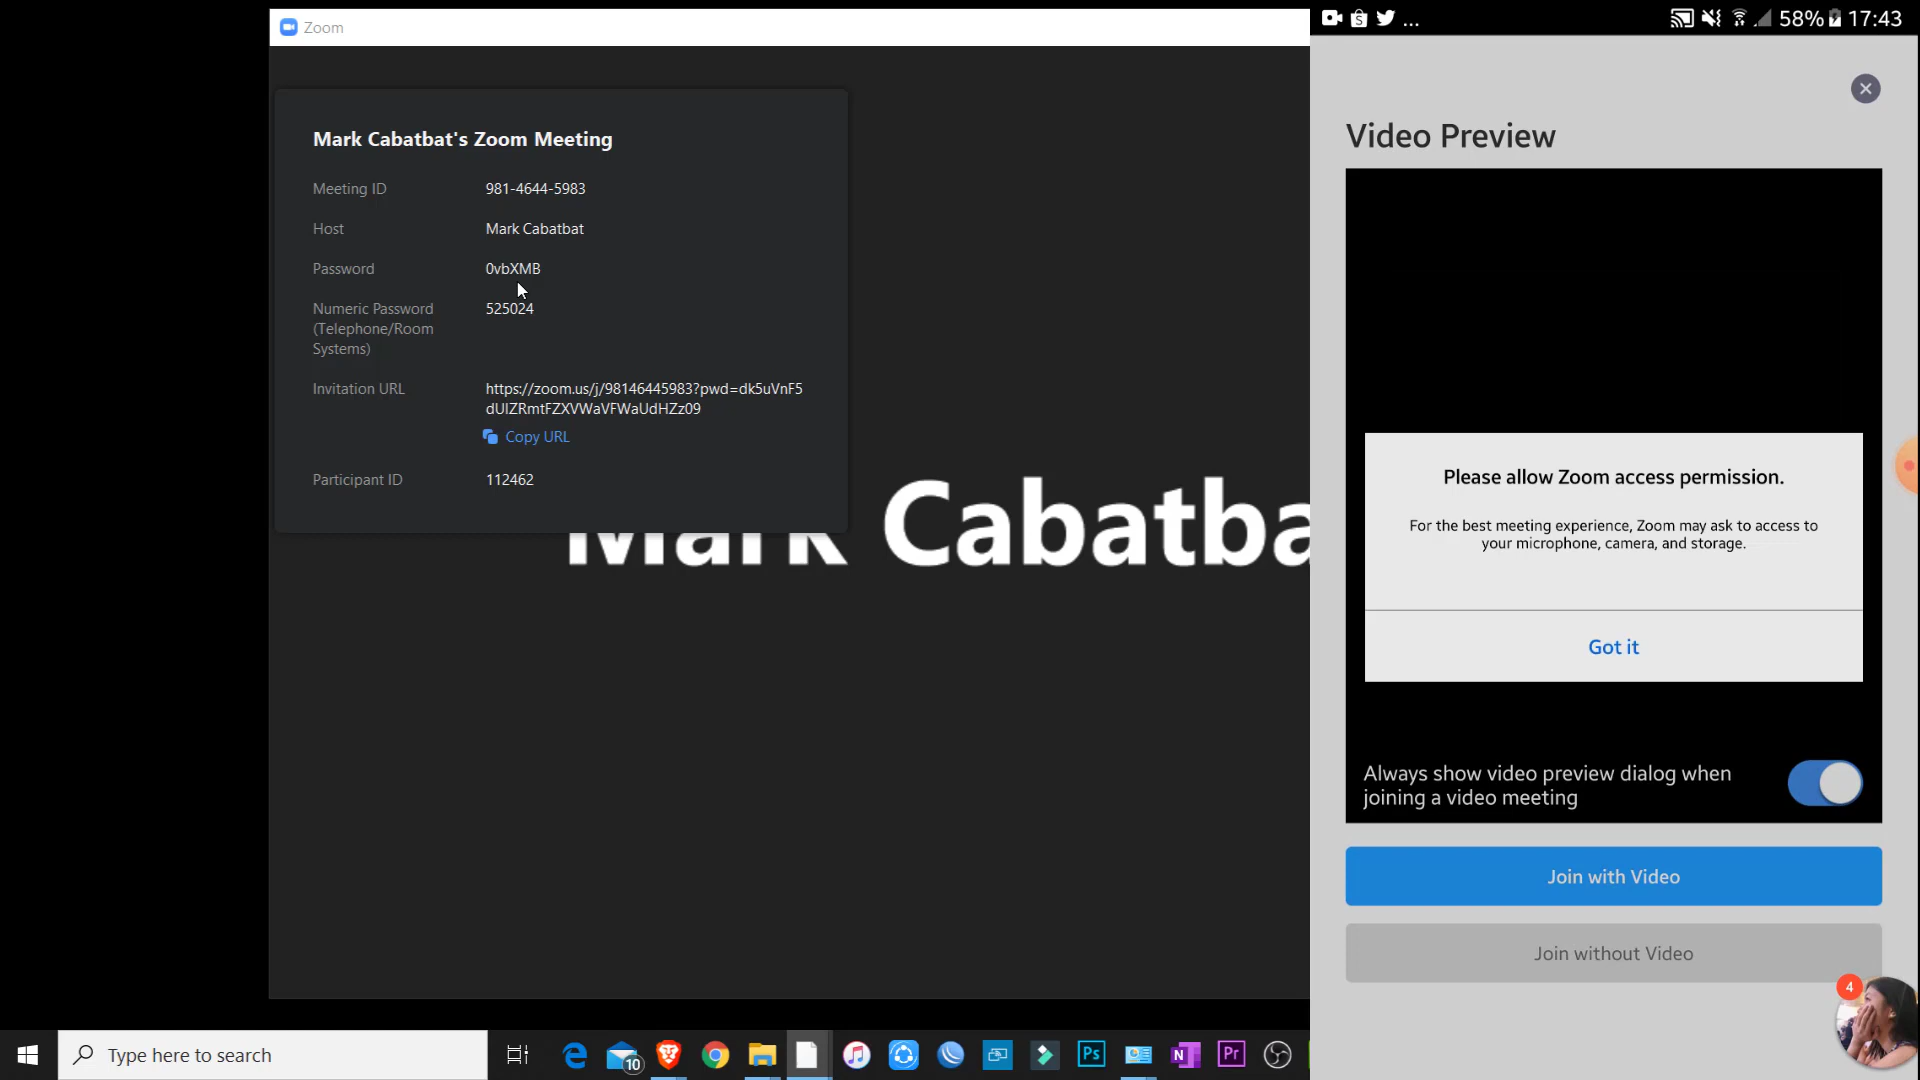 Zoom
Mark Cabatbat's Zoom Meeting
Meeting ID 981-4644-5983
Host Mark Cabatbat
Password 0vbXMB
Numeric Password 525024
(Telephone/Room
Systems)
Invitation URL https://zoom.us/j/98146445983?pwd=dk5uVnF5
dUlZRmtFZXVWaVFWaUdHZz09
Copy URL
Participant ID 112462
Mark Cabatba
Type here to search
10
Ps
N
Pr
S
...
58%
17:43
Video Preview
Please allow Zoom access permission.
For the best meeting experience, Zoom may ask to access to
your microphone, camera, and storage.
Got it
Always show video preview dialog when
joining a video meeting
Join with Video
Join without Video
4